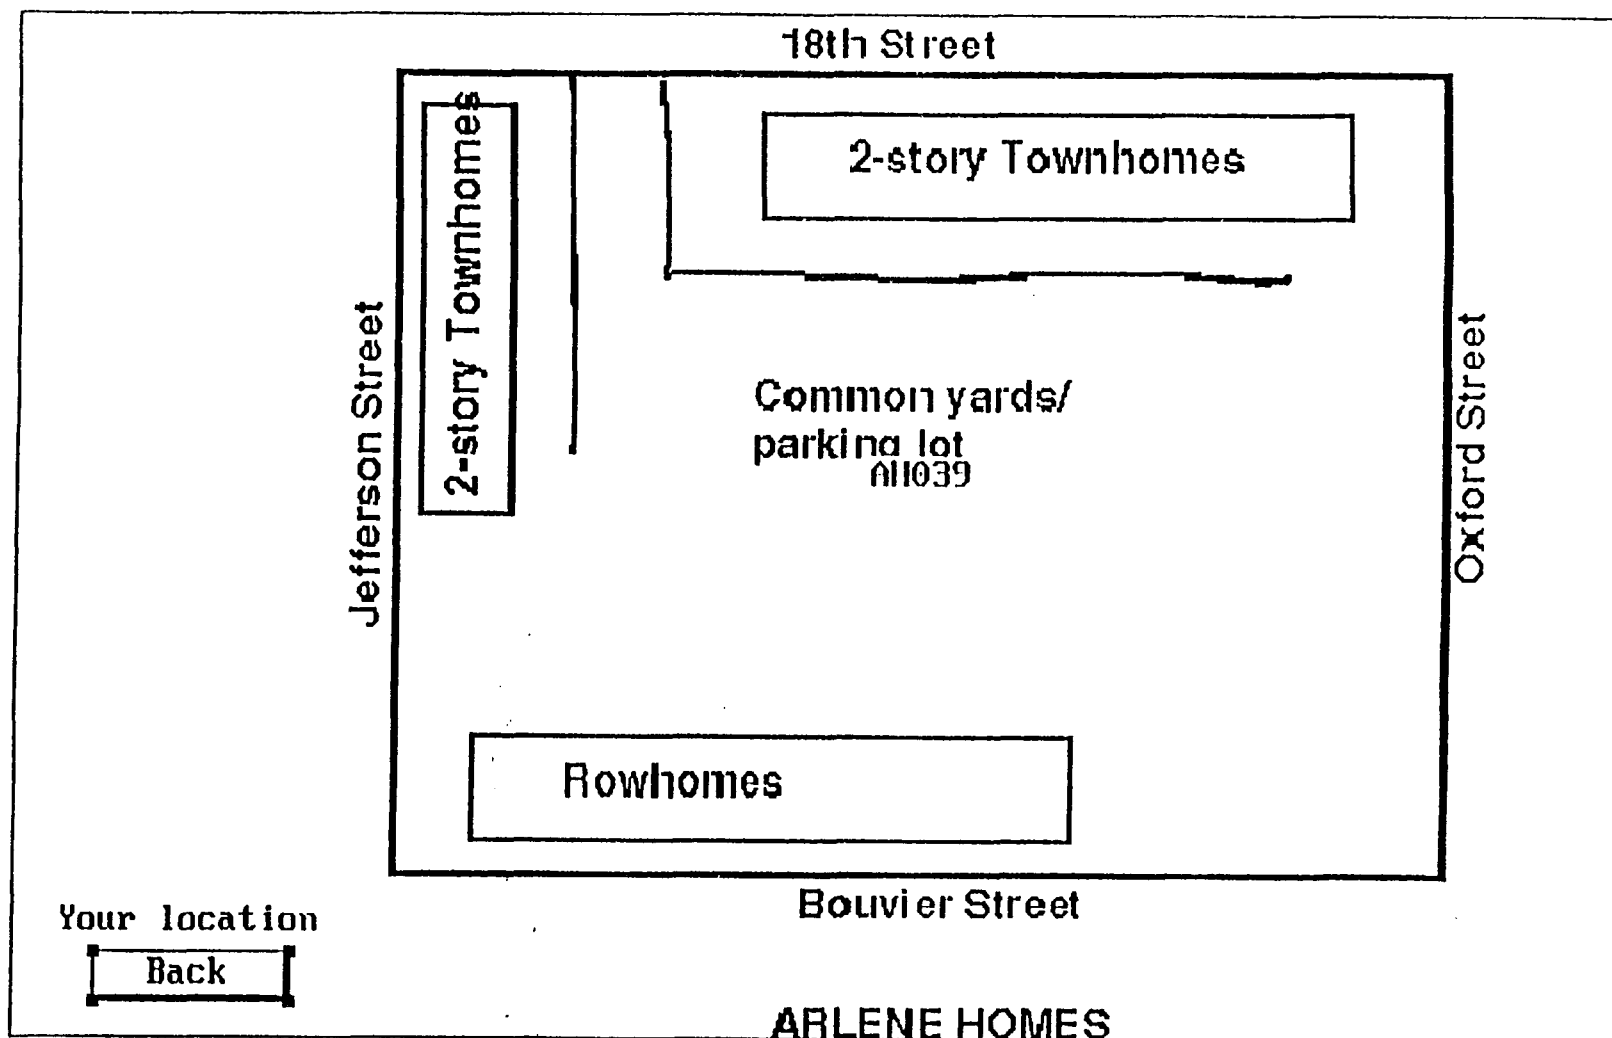 18th Street
2-story Townhomes
2-story Townhomes
Jefferson Street
Common yards/
parking lot
AH039
Oxford Street
Rowhomes
Bouvier Street
Your location
Back
ARLENE HOMES